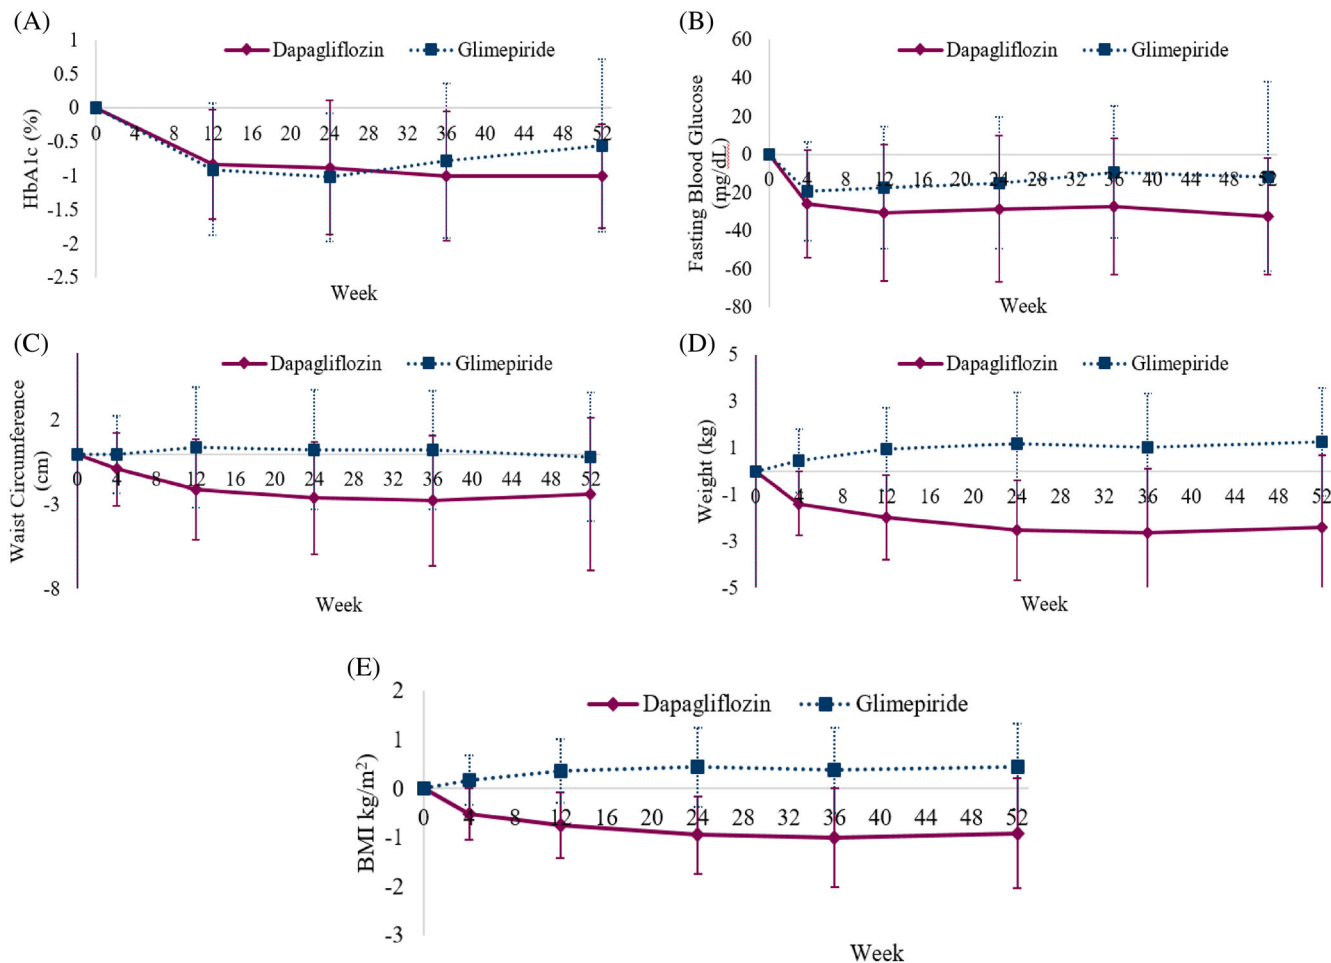 (A)
Dapagliflozin Glimepiride
HbA1c (%)
1
0.5
0
-0.5
-1
-1.5
-2
-2.5
0 4 8 12 16 20 24 28 32 36 40 44 48 52
Week
(B)
Dapagliflozin Glimepiride
Fasting Blood Glucose
(mg/dL)
60
40
20
0
-20
-40
-60
-80
0 4 8 12 16 20 24 28 32 36 40 44 48 52
Week
(C)
Dapagliflozin Glimepiride
Waist Circumference
(cm)
2
-3
-8
0 4 8 12 16 20 24 28 32 36 40 44 48 52
Week
(D)
Dapagliflozin Glimepiride
Weight (kg)
5
3
1
-1
-3
-5
0 4 8 12 16 20 24 28 32 36 40 44 48 52
Week
(E)
Dapagliflozin Glimepiride
BMI kg/m²
2
1
0
-1
-2
-3
0 4 8 12 16 20 24 28 32 36 40 44 48 52
Week